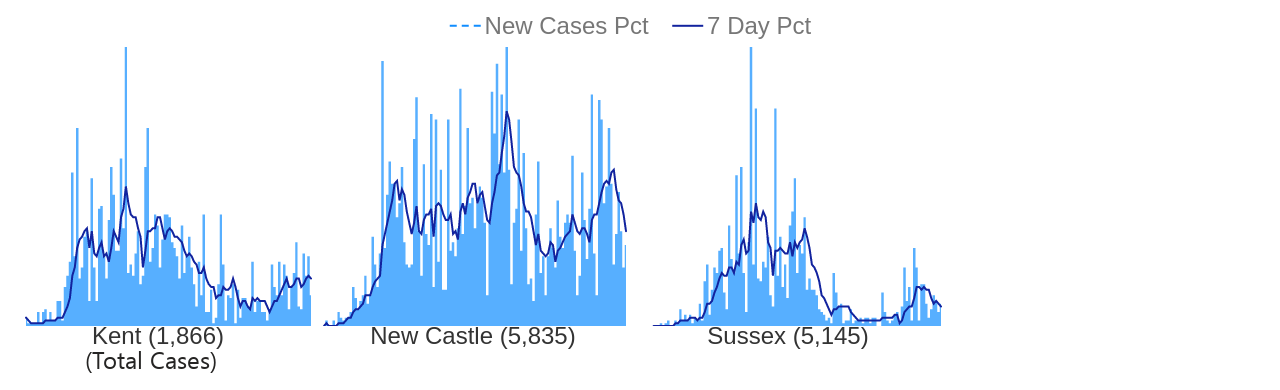 New Cases Pct 7 Day Pct
Kent (1,866) New Castle (5,835) Sussex (5,145)
(Total Cases)